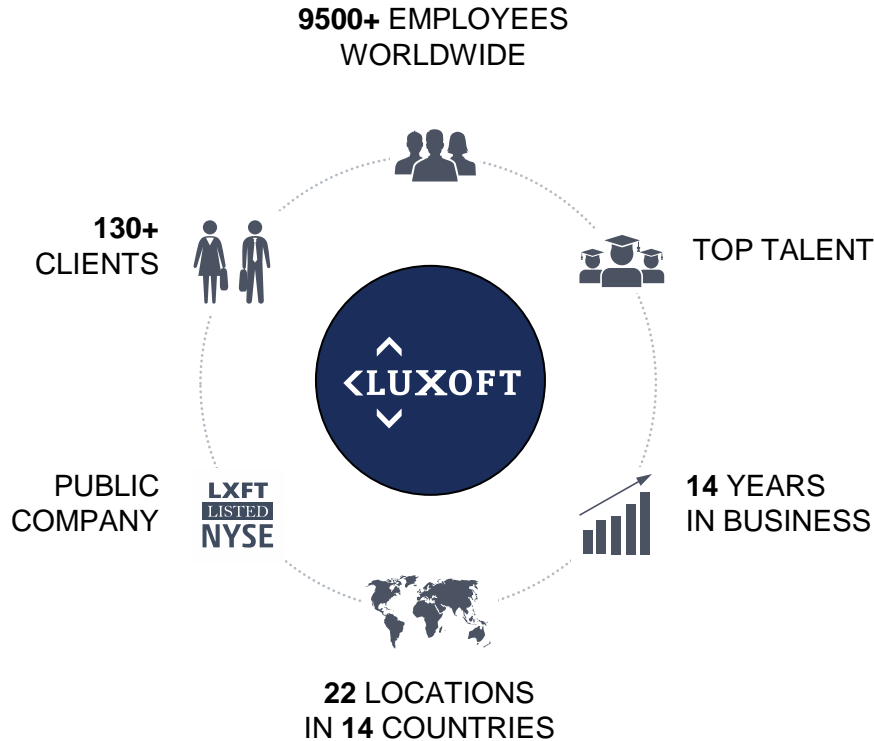 9500+ EMPLOYEES
WORLDWIDE
130+
CLIENTS
TOP TALENT
LUXOFT
PUBLIC
COMPANY
LXFT
LISTED
NYSE
14 YEARS
IN BUSINESS
22 LOCATIONS
IN 14 COUNTRIES